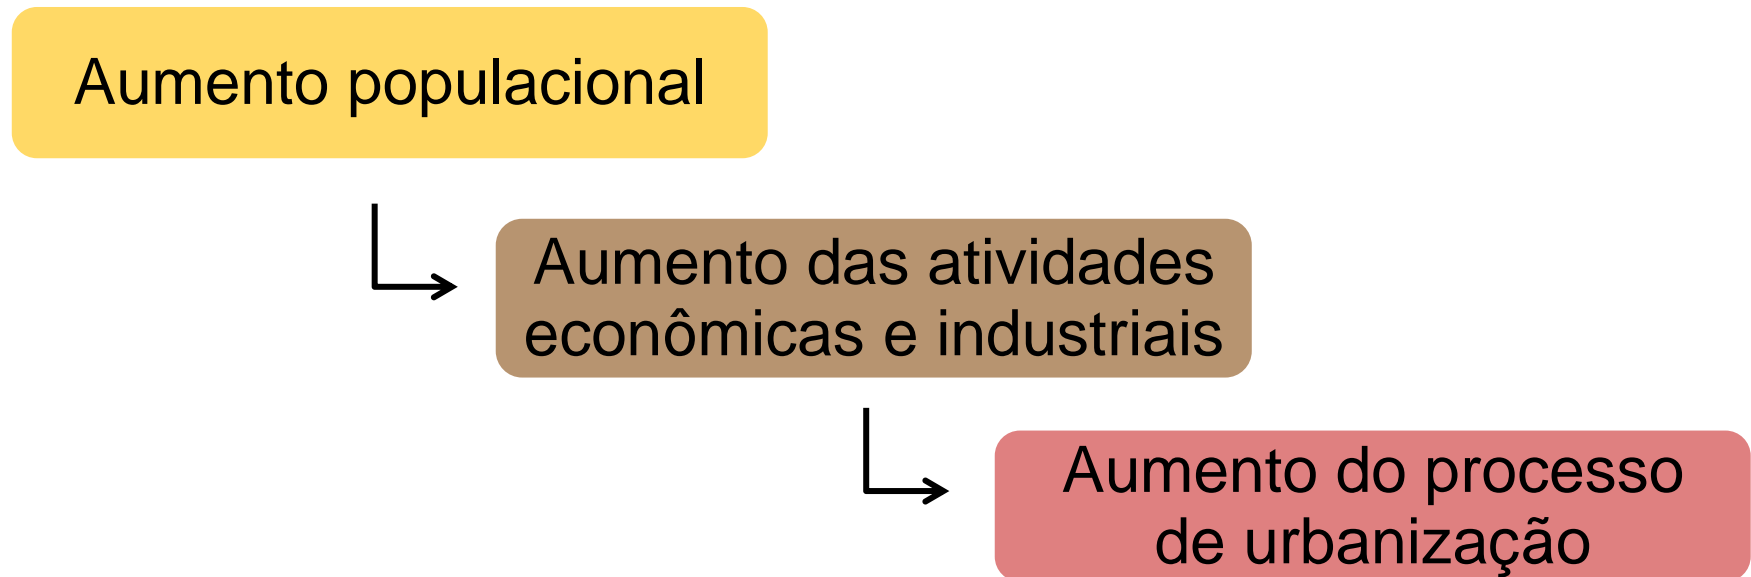 Aumento populacional
Aumento das atividades
econômicas e industriais
Aumento do processo
de urbanização